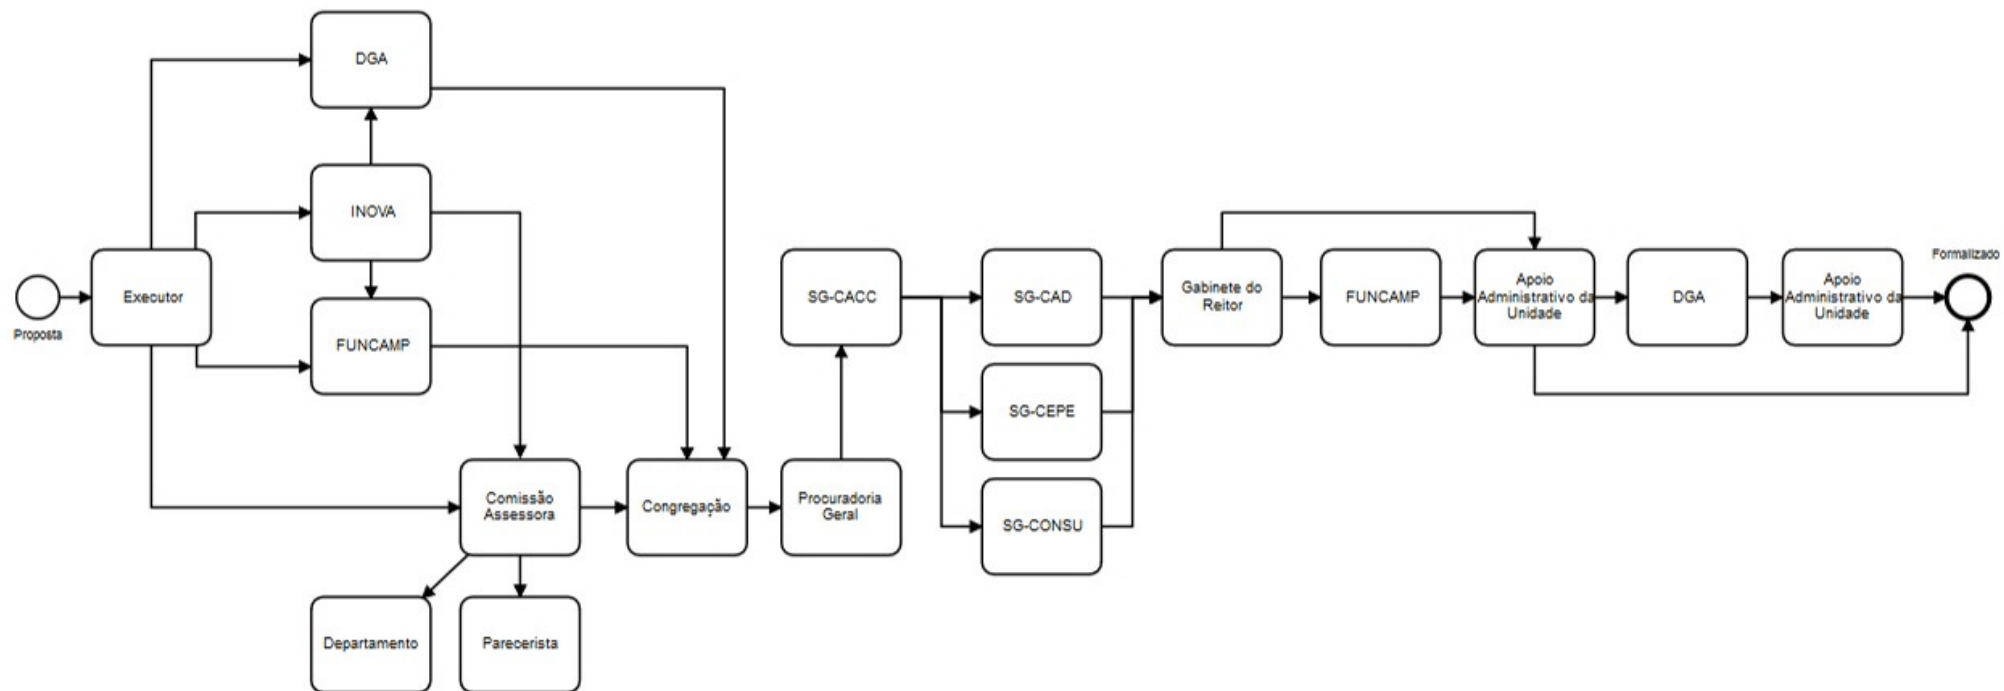 DGA
INOVA
Proposta
Executor
FUNCAMP
Comissão
Assessora
Departamento
Parecerista
Congregação
Procuradoria
Geral
SG-CACC
SG-CAD
SG-CEPE
SG-CONSU
Gabinete do
Reitor
FUNCAMP
Apoio
Administrativo da
Unidade
DGA
Apoio
Administrativo da
Unidade
Formalizado